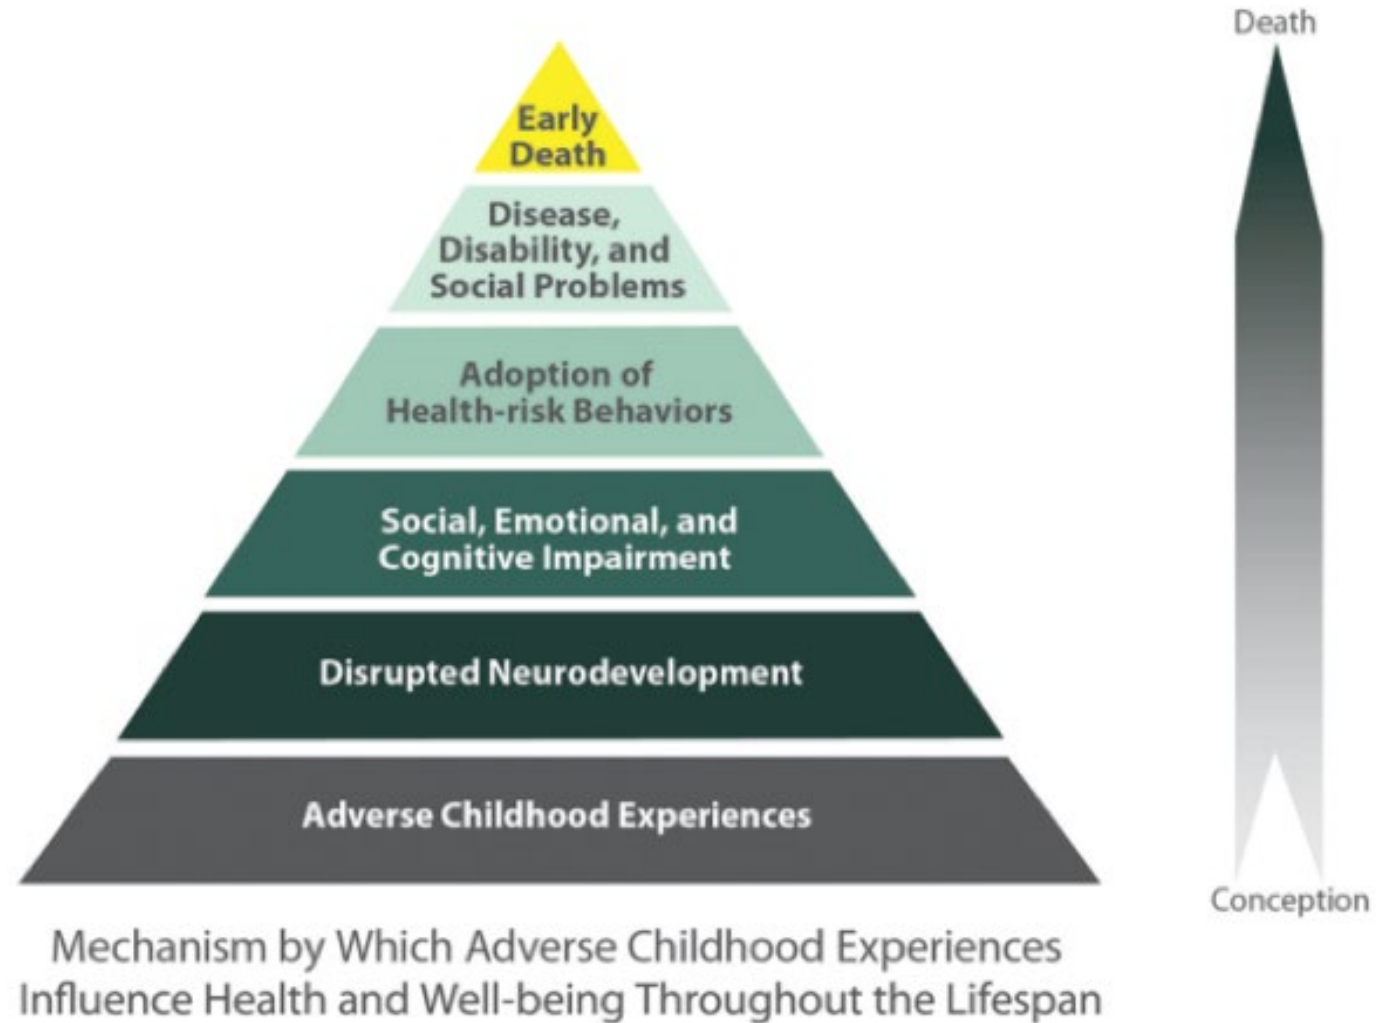 Death
Early
Death
Disease,
Disability, and
Social Problems
Adoption of
Health-risk Behaviors
Social, Emotional, and
Cognitive Impairment
Disrupted Neurodevelopment
Adverse Childhood Experiences
Conception
Mechanism by Which Adverse Childhood Experiences
Influence Health and Well-being Throughout the Lifespan